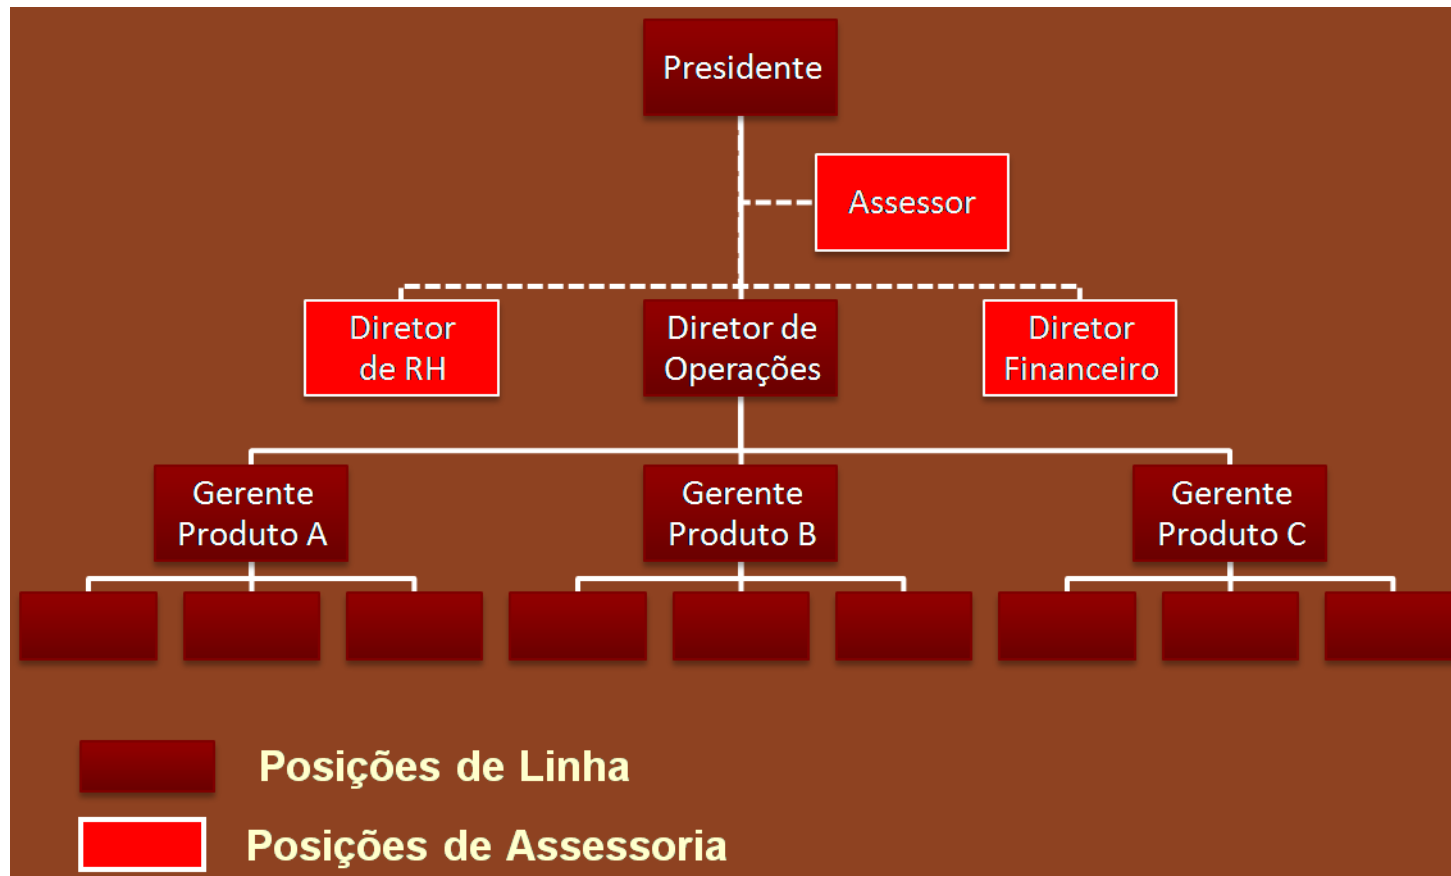 Presidente
Assessor
Diretor
de RH
Diretor de
Operações
Diretor
Financeiro
Gerente
Produto A
Gerente
Produto B
Gerente
Produto C
Posições de Linha
Posições de Assessoria